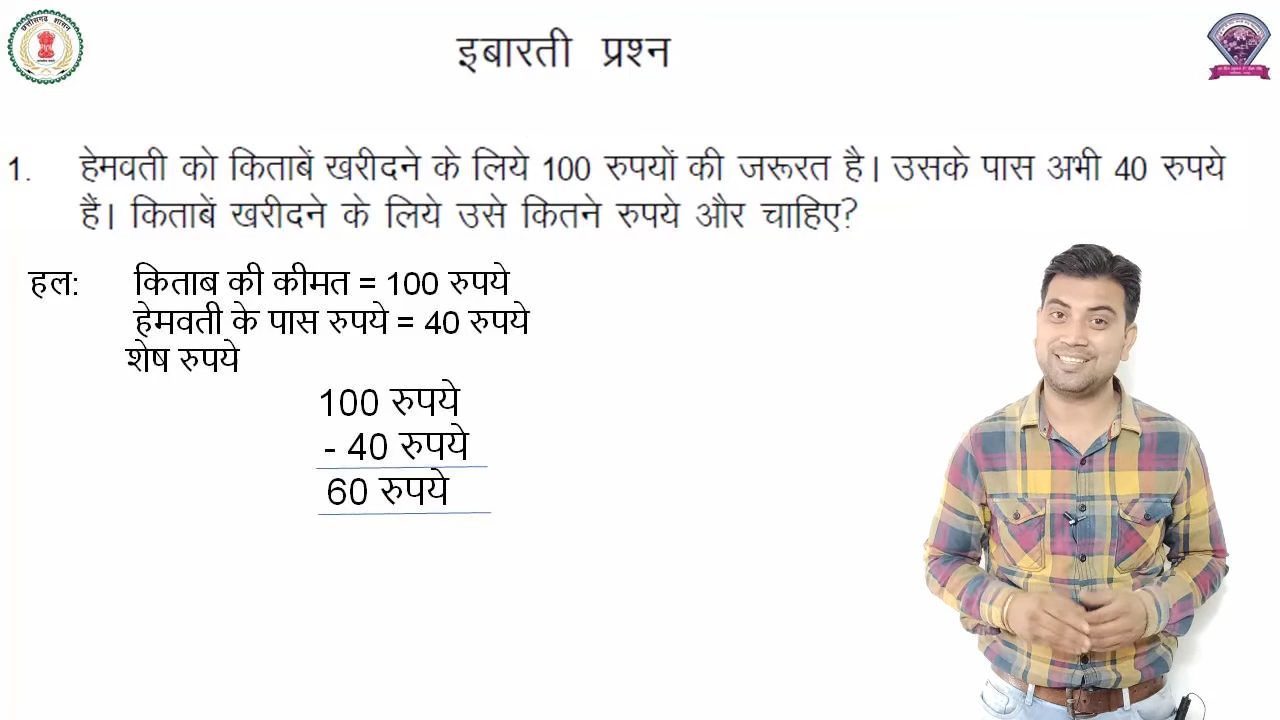 इबारती प्रश्न
1. हेमवती को किताबें खरीदने के लिये 100 रुपयों की जरूरत है। उसके पास अभी 40 रुपये
हैं। किताबें खरीदने के लिये उसे कितने रुपये और चाहिए?
हल: किताब की कीमत = 100 रुपये
हेमवती के पास रुपये = 40 रुपये
शेष रुपये
100 रुपये
- 40 रुपये
60 रुपये